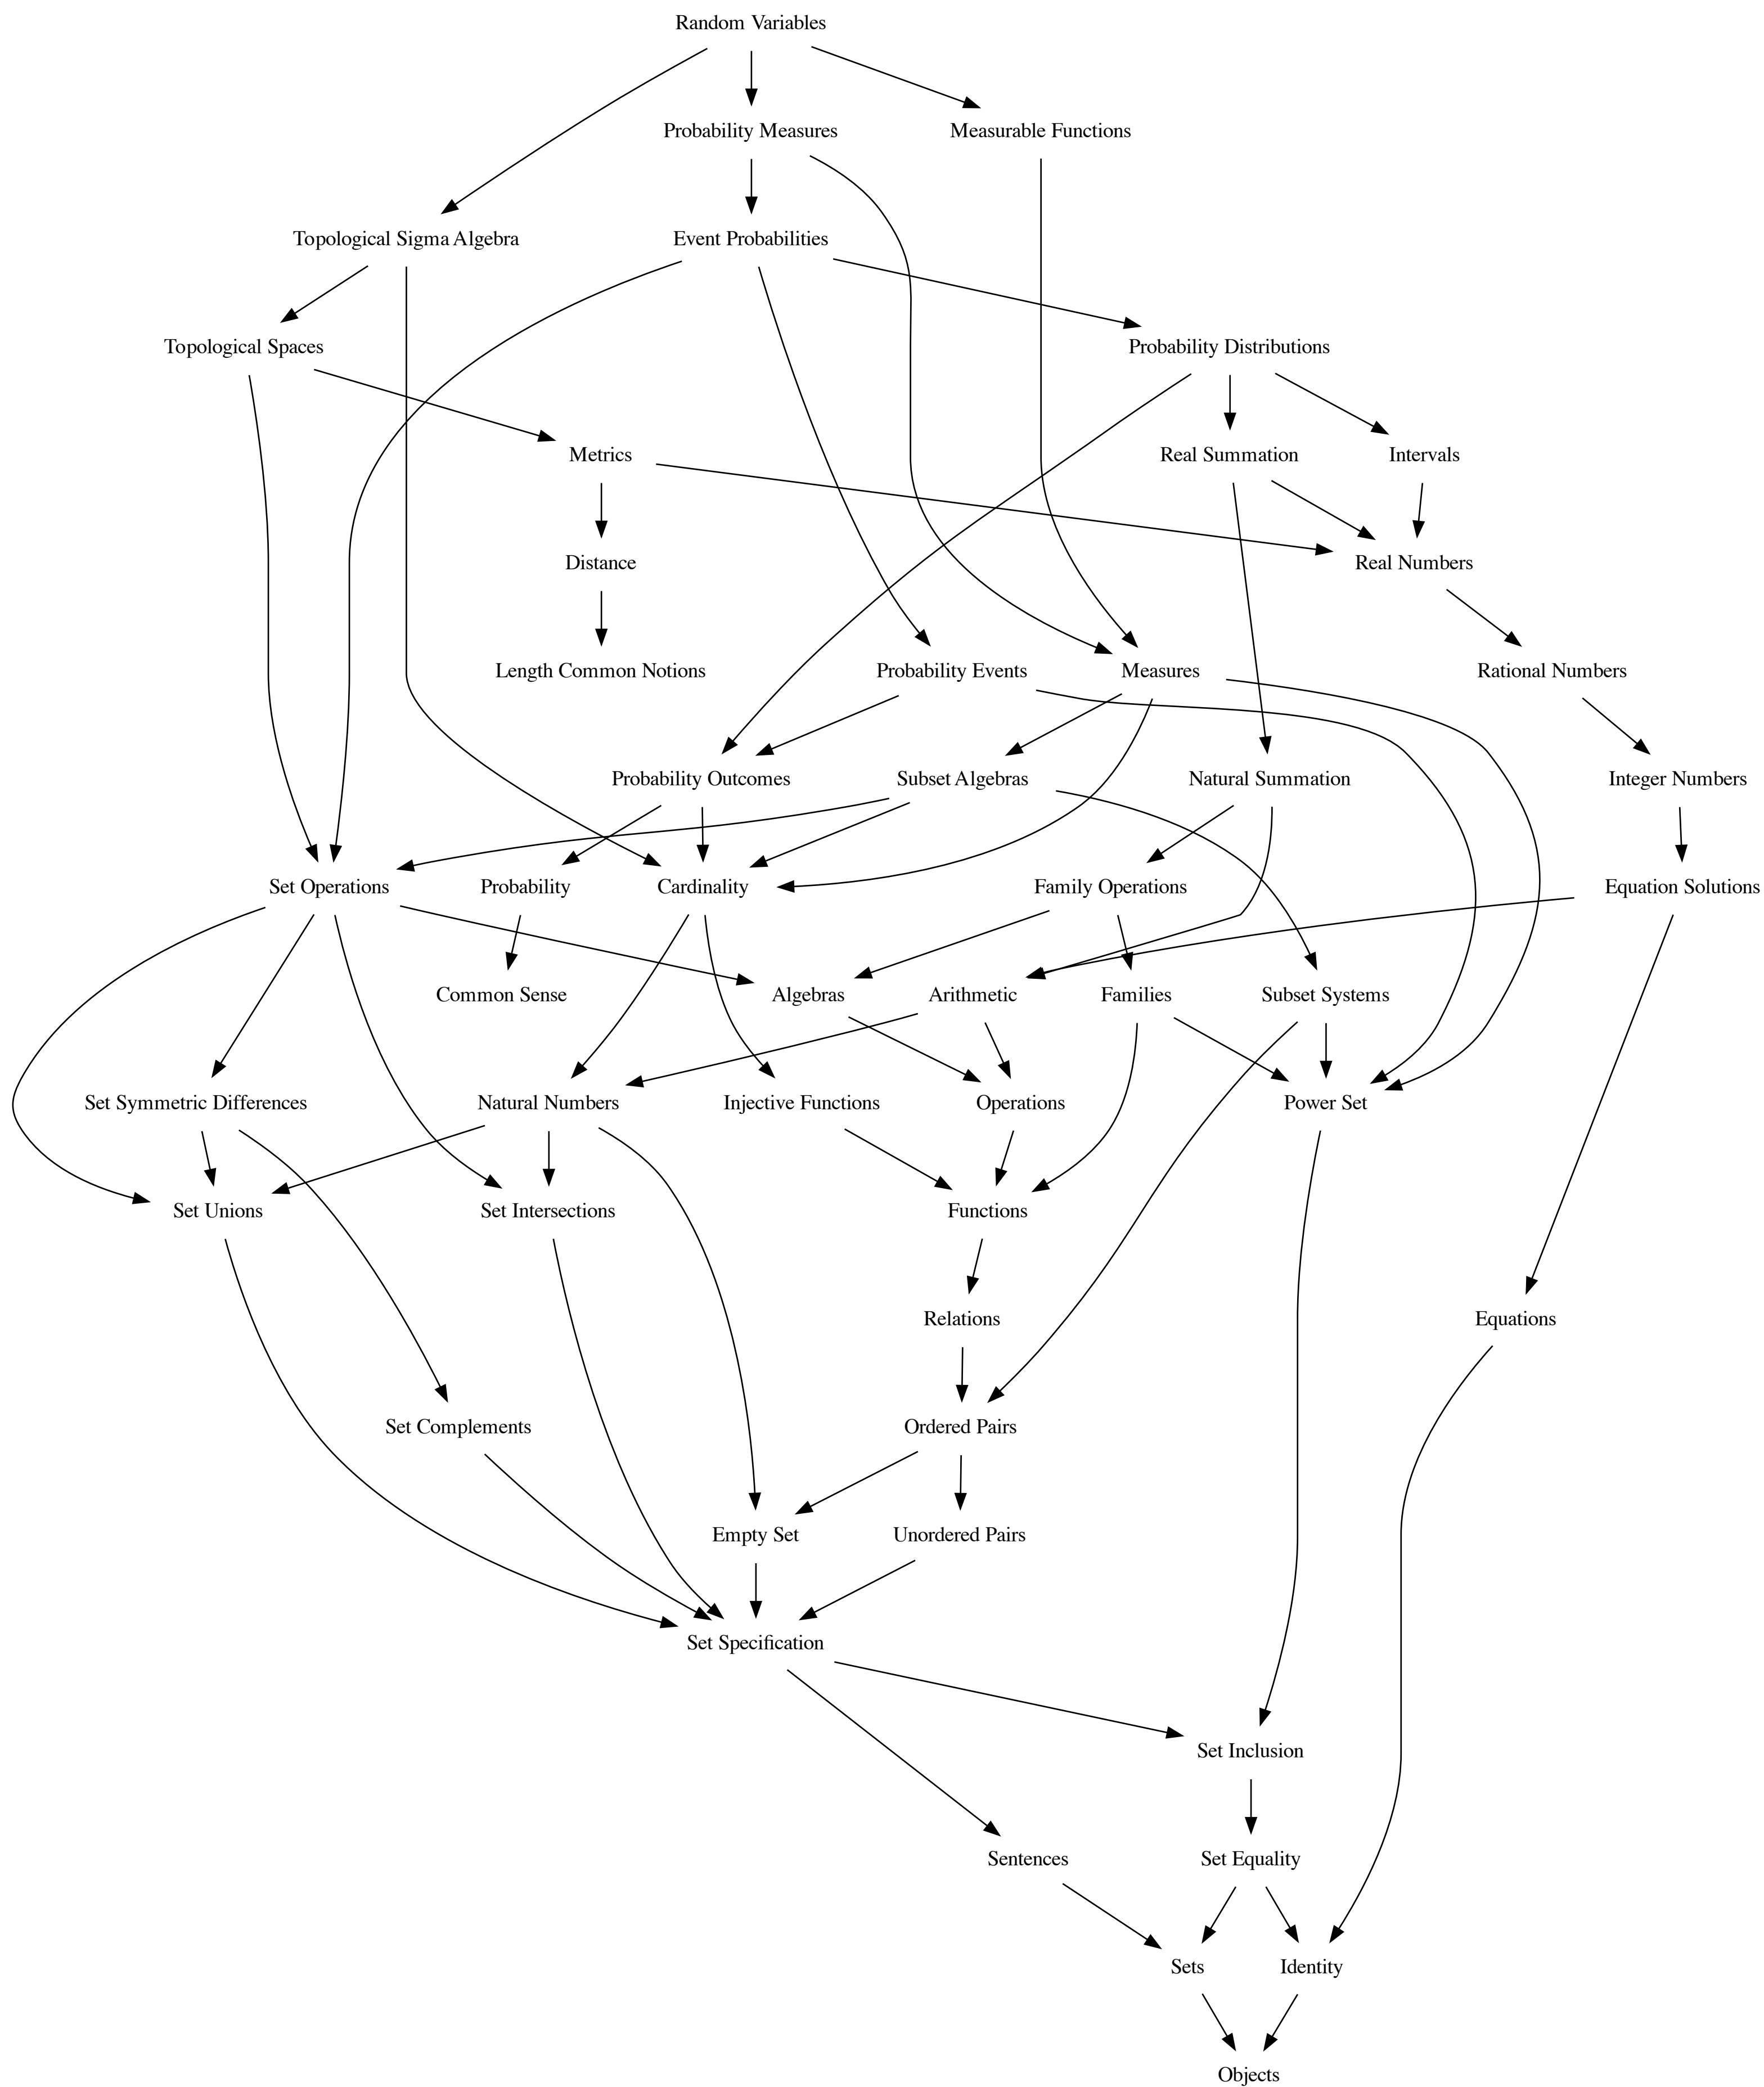 Random Variables
Probability Measures
Measurable Functions
Topological Sigma Algebra
Event Probabilities
Topological Spaces
Probability Distributions
Metrics
Real Summation
Intervals
Distance
Real Numbers
Length Common Notions
Probability Events
Measures
Rational Numbers
Probability Outcomes
Subset Algebras
Natural Summation
Integer Numbers
Set Operations
Probability
Cardinality
Family Operations
Equation Solutions
Common Sense
Algebras
Arithmetic
Families
Subset Systems
Set Symmetric Differences
Natural Numbers
Injective Functions
Operations
Power Set
Set Unions
Set Intersections
Functions
Relations
Equations
Set Complements
Ordered Pairs
Empty Set
Unordered Pairs
Set Specification
Set Inclusion
Sentences
Set Equality
Sets
Identity
Objects